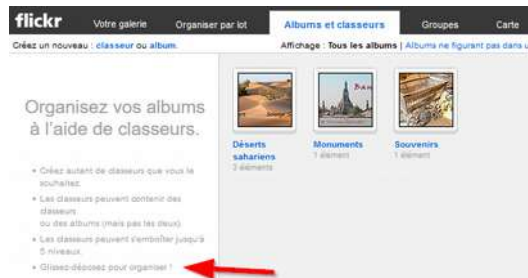 flickr Votre galerie Organiser par lot Albums et classeurs Groupes Carte
Créez un nouveau : classeur ou album. Affichage : Tous les albums | Albums ne figurant pas dans u
Organisez vos albums
à l'aide de classeurs.
• Créez autant de classeurs que vous le
souhaitez.
• Les classeurs peuvent contenir des
classeurs
ou des albums (mais pas les deux).
• Les classeurs peuvent s'emboîter jusqu'à
5 niveaux.
• Glissez-déposez pour organiser !
Déserts
sahariens
3 éléments
Monuments
1 élément
Souvenirs
1 élément